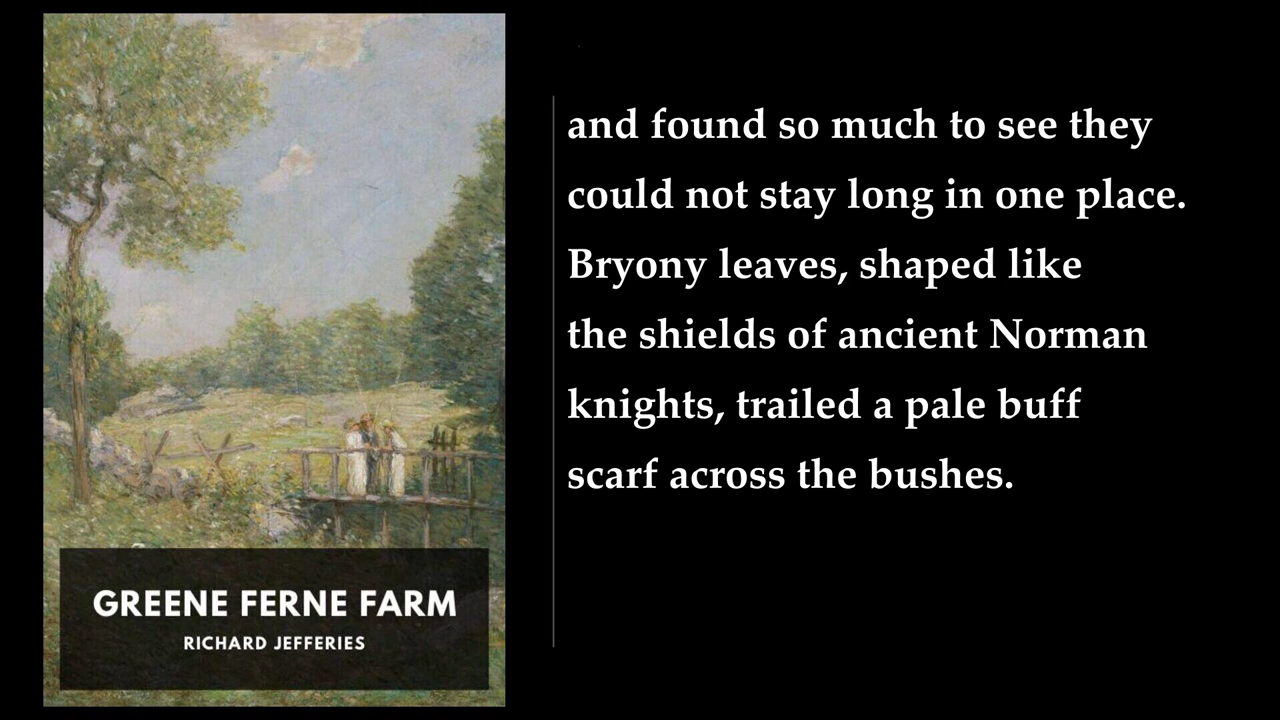 GREENE FERNE FARM
RICHARD JEFFERIES
and found so much to see they
could not stay long in one place.
Bryony leaves, shaped like
the shields of ancient Norman
knights, trailed a pale buff
scarf across the bushes.